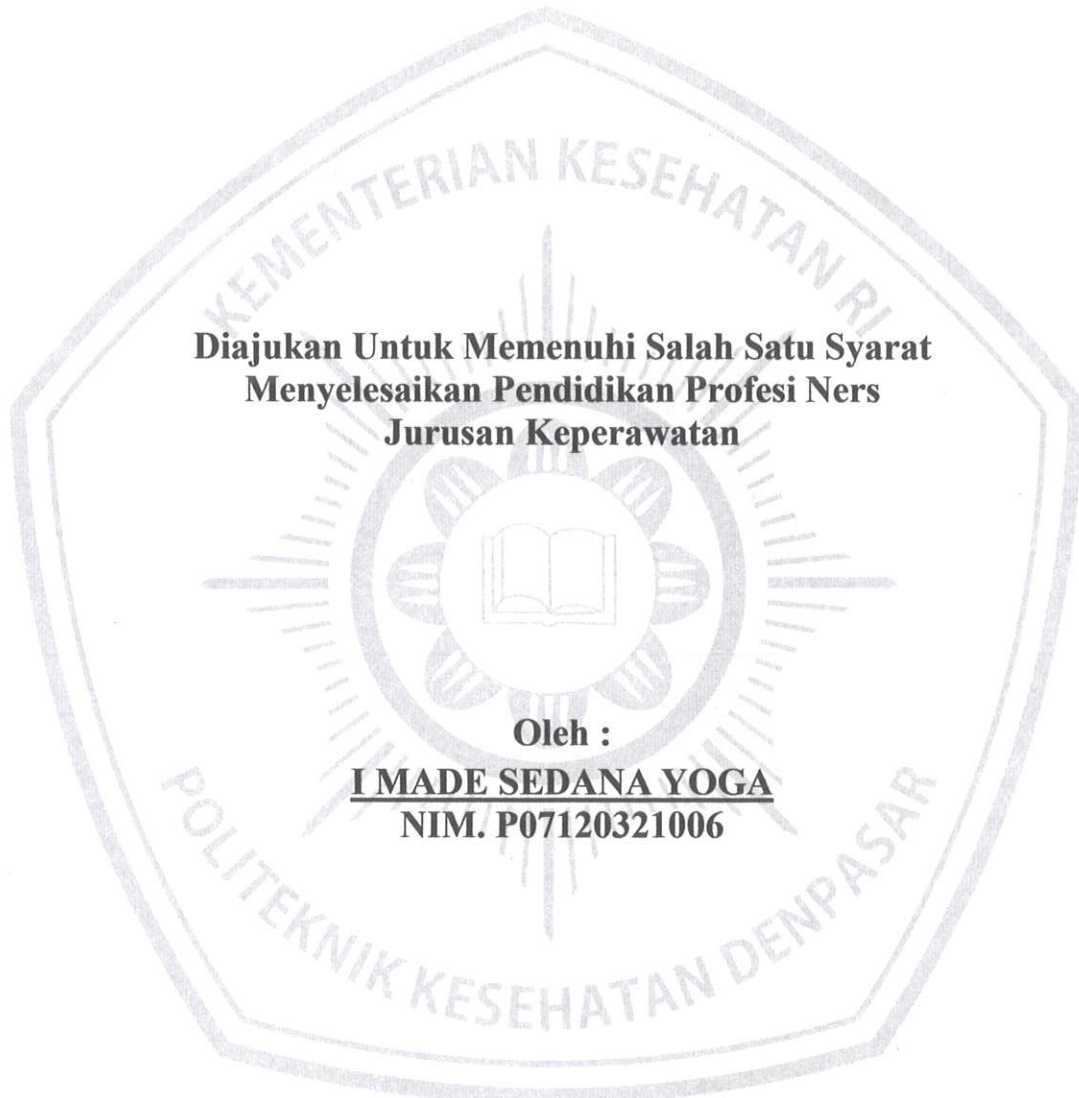 KEMENTERIAN KESEHATAN RI
Diajukan Untuk Memenuhi Salah Satu Syarat
Menyelesaikan Pendidikan Profesi Ners
Jurusan Keperawatan
Oleh :
I MADE SEDANA YOGA
NIM. P07120321006
POLITEKNIK KESEHATAN DENPASAR